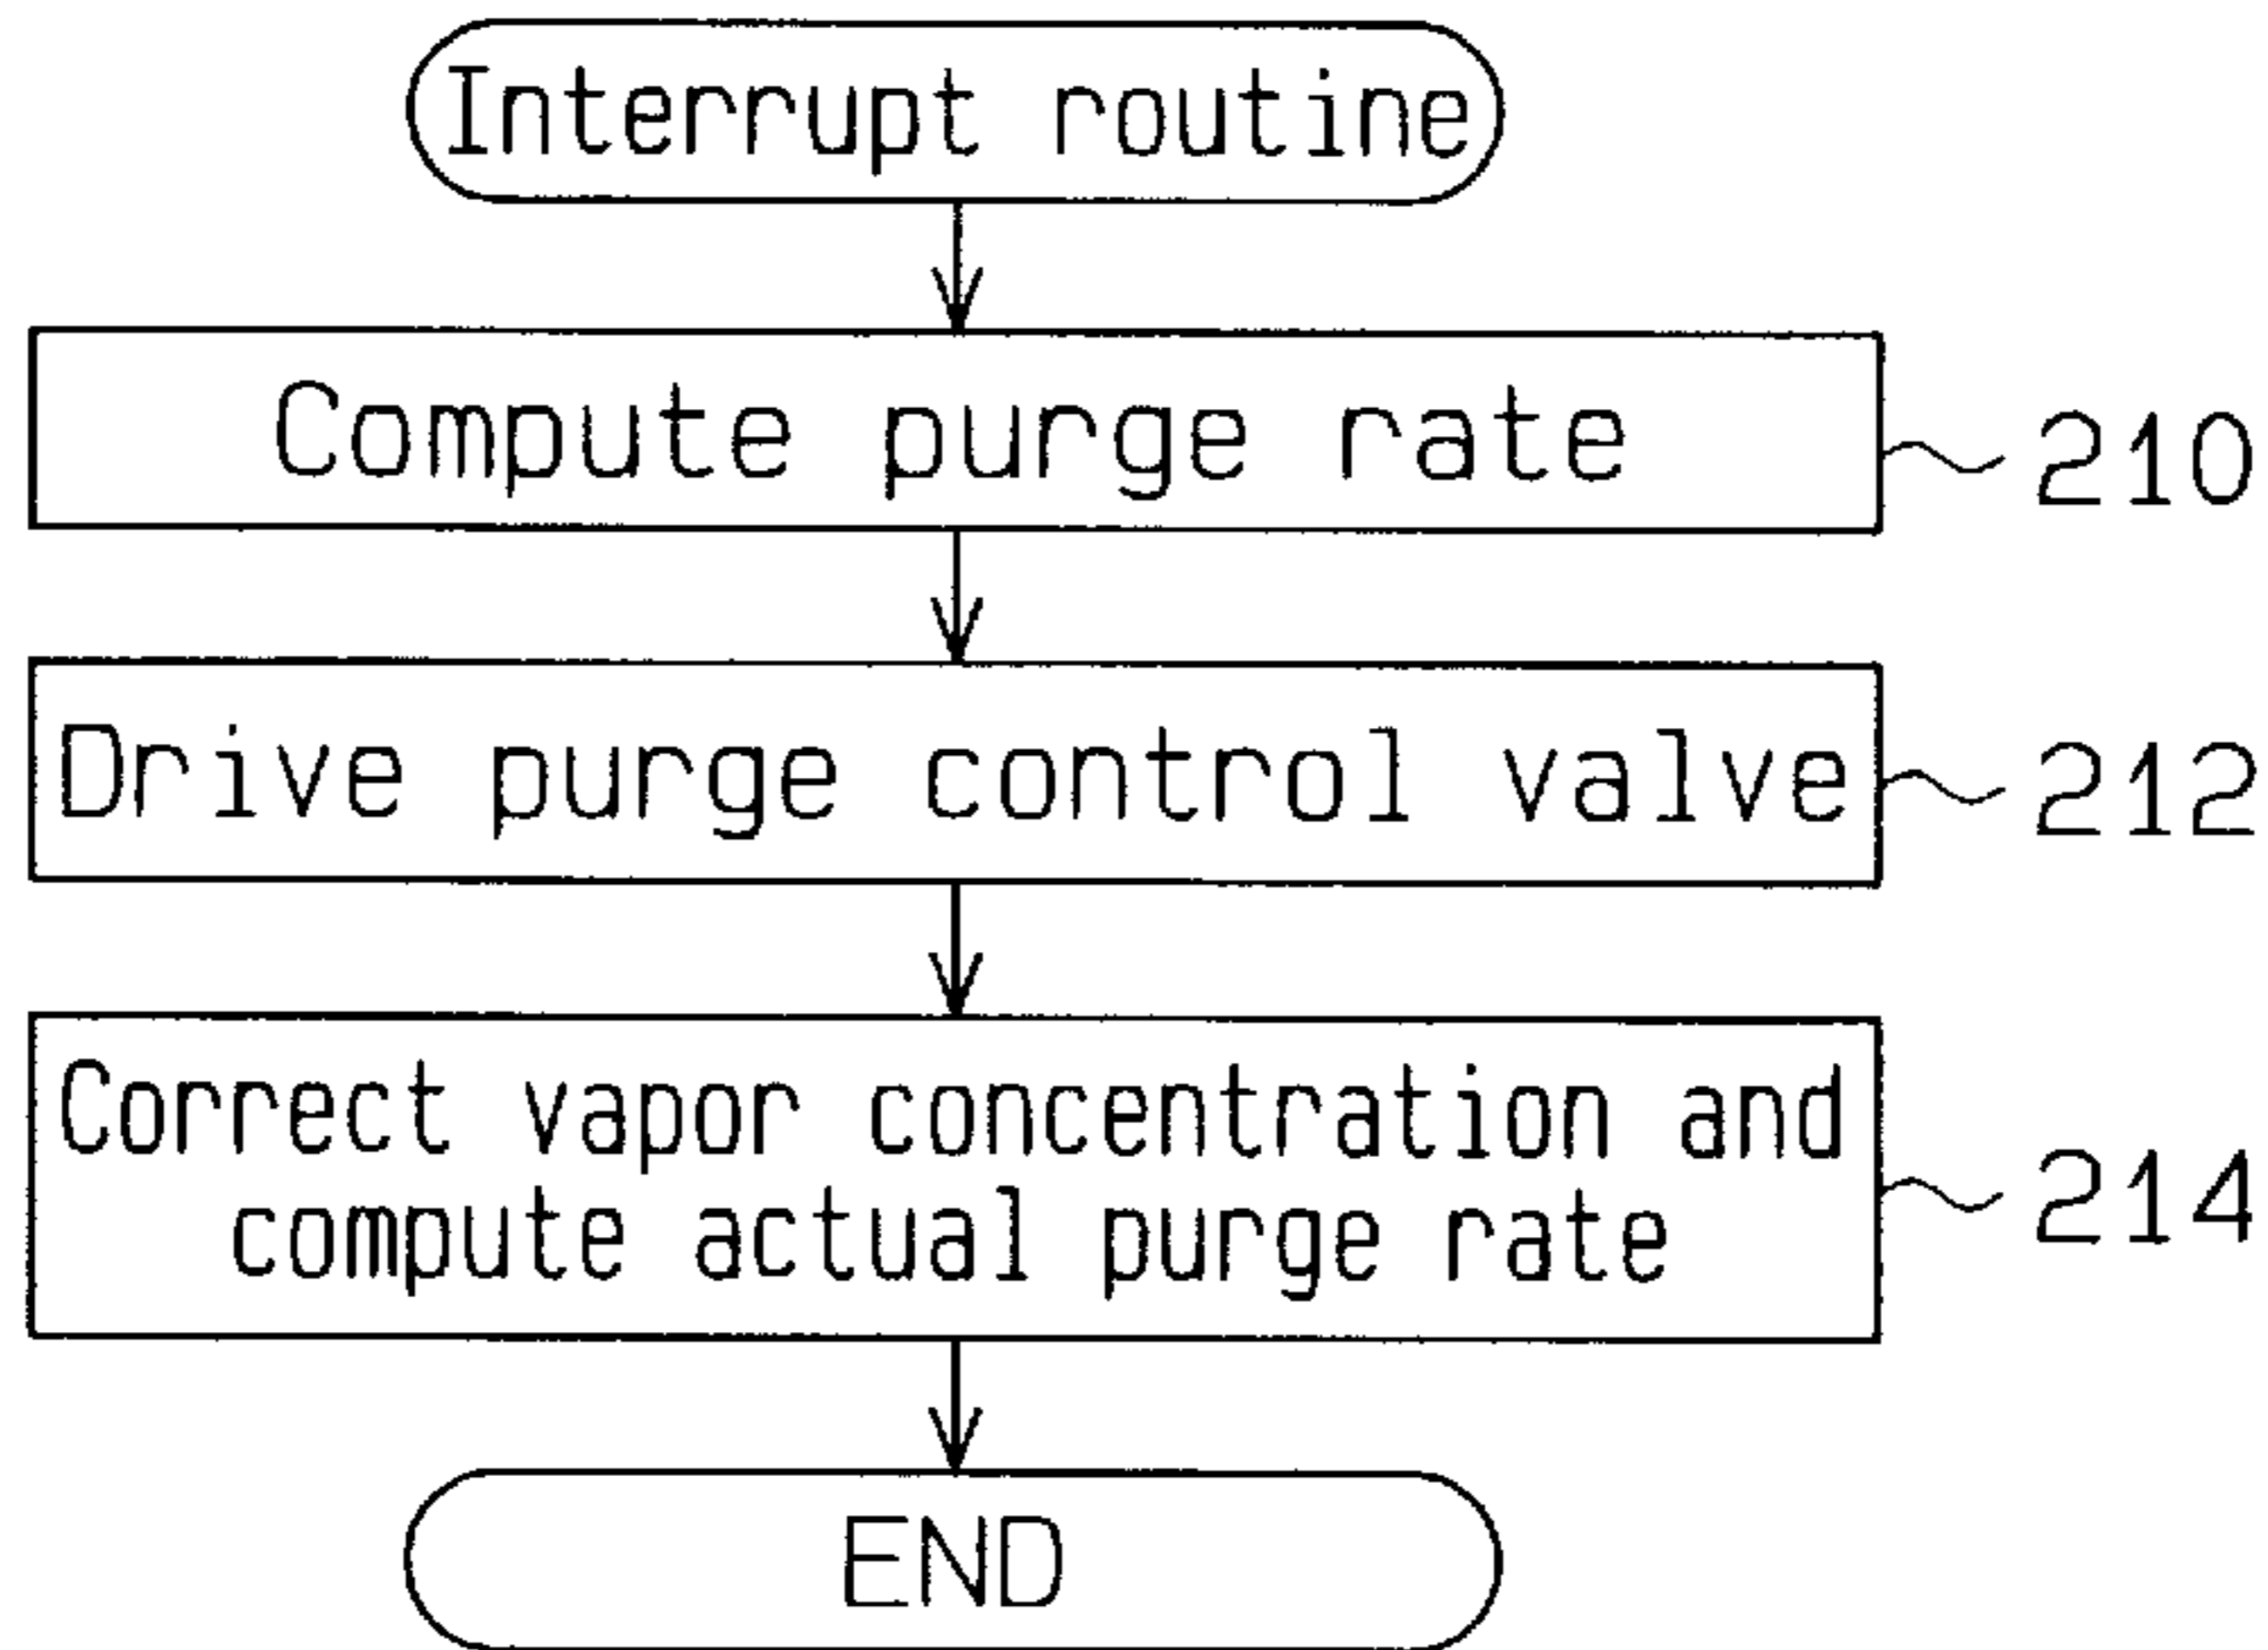 Interrupt routine
Compute purge rate
210
Drive purge control valve
212
Correct vapor concentration and
compute actual purge rate
214
END